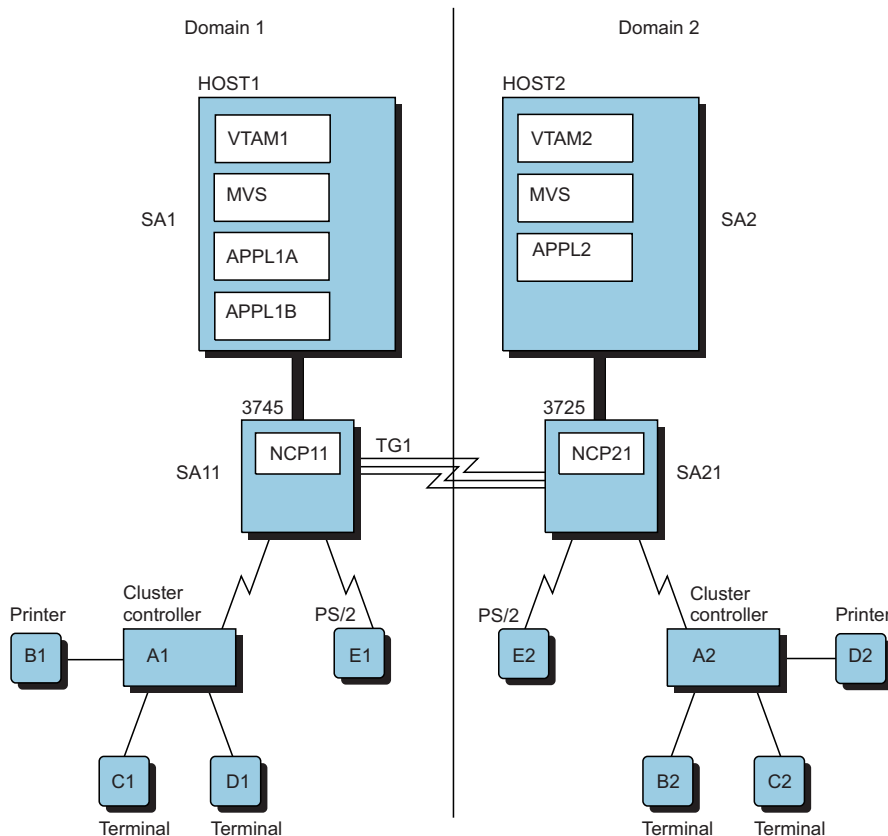 Domain 1
Domain 2
HOST1
HOST2
VTAM1
VTAM2
MVS
MVS
SA1
SA2
APPL1A
APPL2
APPL1B
3745
3725
NCP11
TG1
NCP21
SA11
SA21
Cluster
controller
Cluster
controller
Printer
PS/2
PS/2
Printer
B1
A1
E1
E2
A2
D2
C1
D1
B2
C2
Terminal
Terminal
Terminal
Terminal